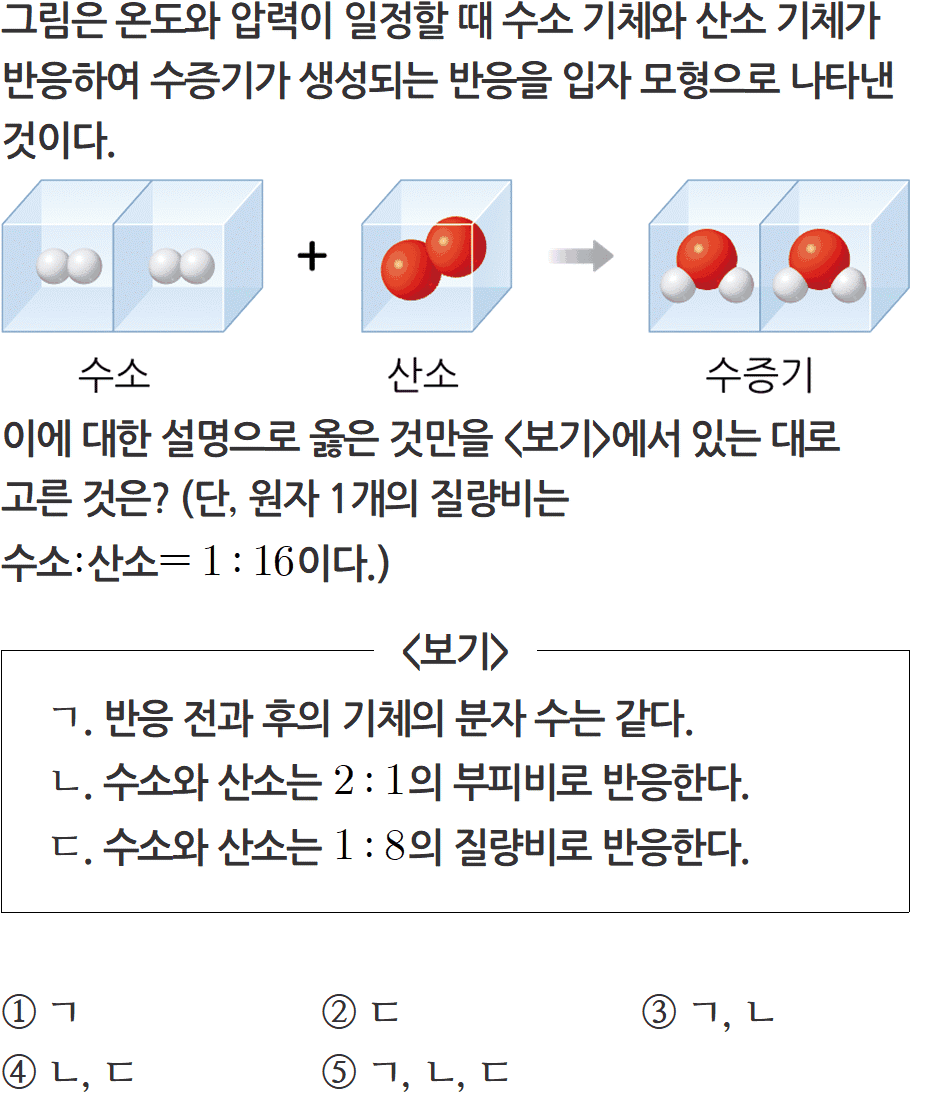 그림은 온도와 압력이 일정할 때 수소 기체와 산소 기체가
반응하여 수증기가 생성되는 반응을 입자 모형으로 나타낸
것이다.
+
수소 산소 수증기
이에 대한 설명으로 옳은 것만을 <보기>에서 있는 대로
고른 것은? (단, 원자 1개의 질량비는
수소:산소= 1 : 16이다.)
<보기>
ㄱ. 반응 전과 후의 기체의 분자 수는 같다.
ㄴ. 수소와 산소는 2 : 1의 부피비로 반응한다.
ㄷ. 수소와 산소는 1 : 8의 질량비로 반응한다.
① ㄱ ② ㄷ ③ ㄱ, ㄴ
④ ㄴ, ㄷ ⑤ ㄱ, ㄴ, ㄷ